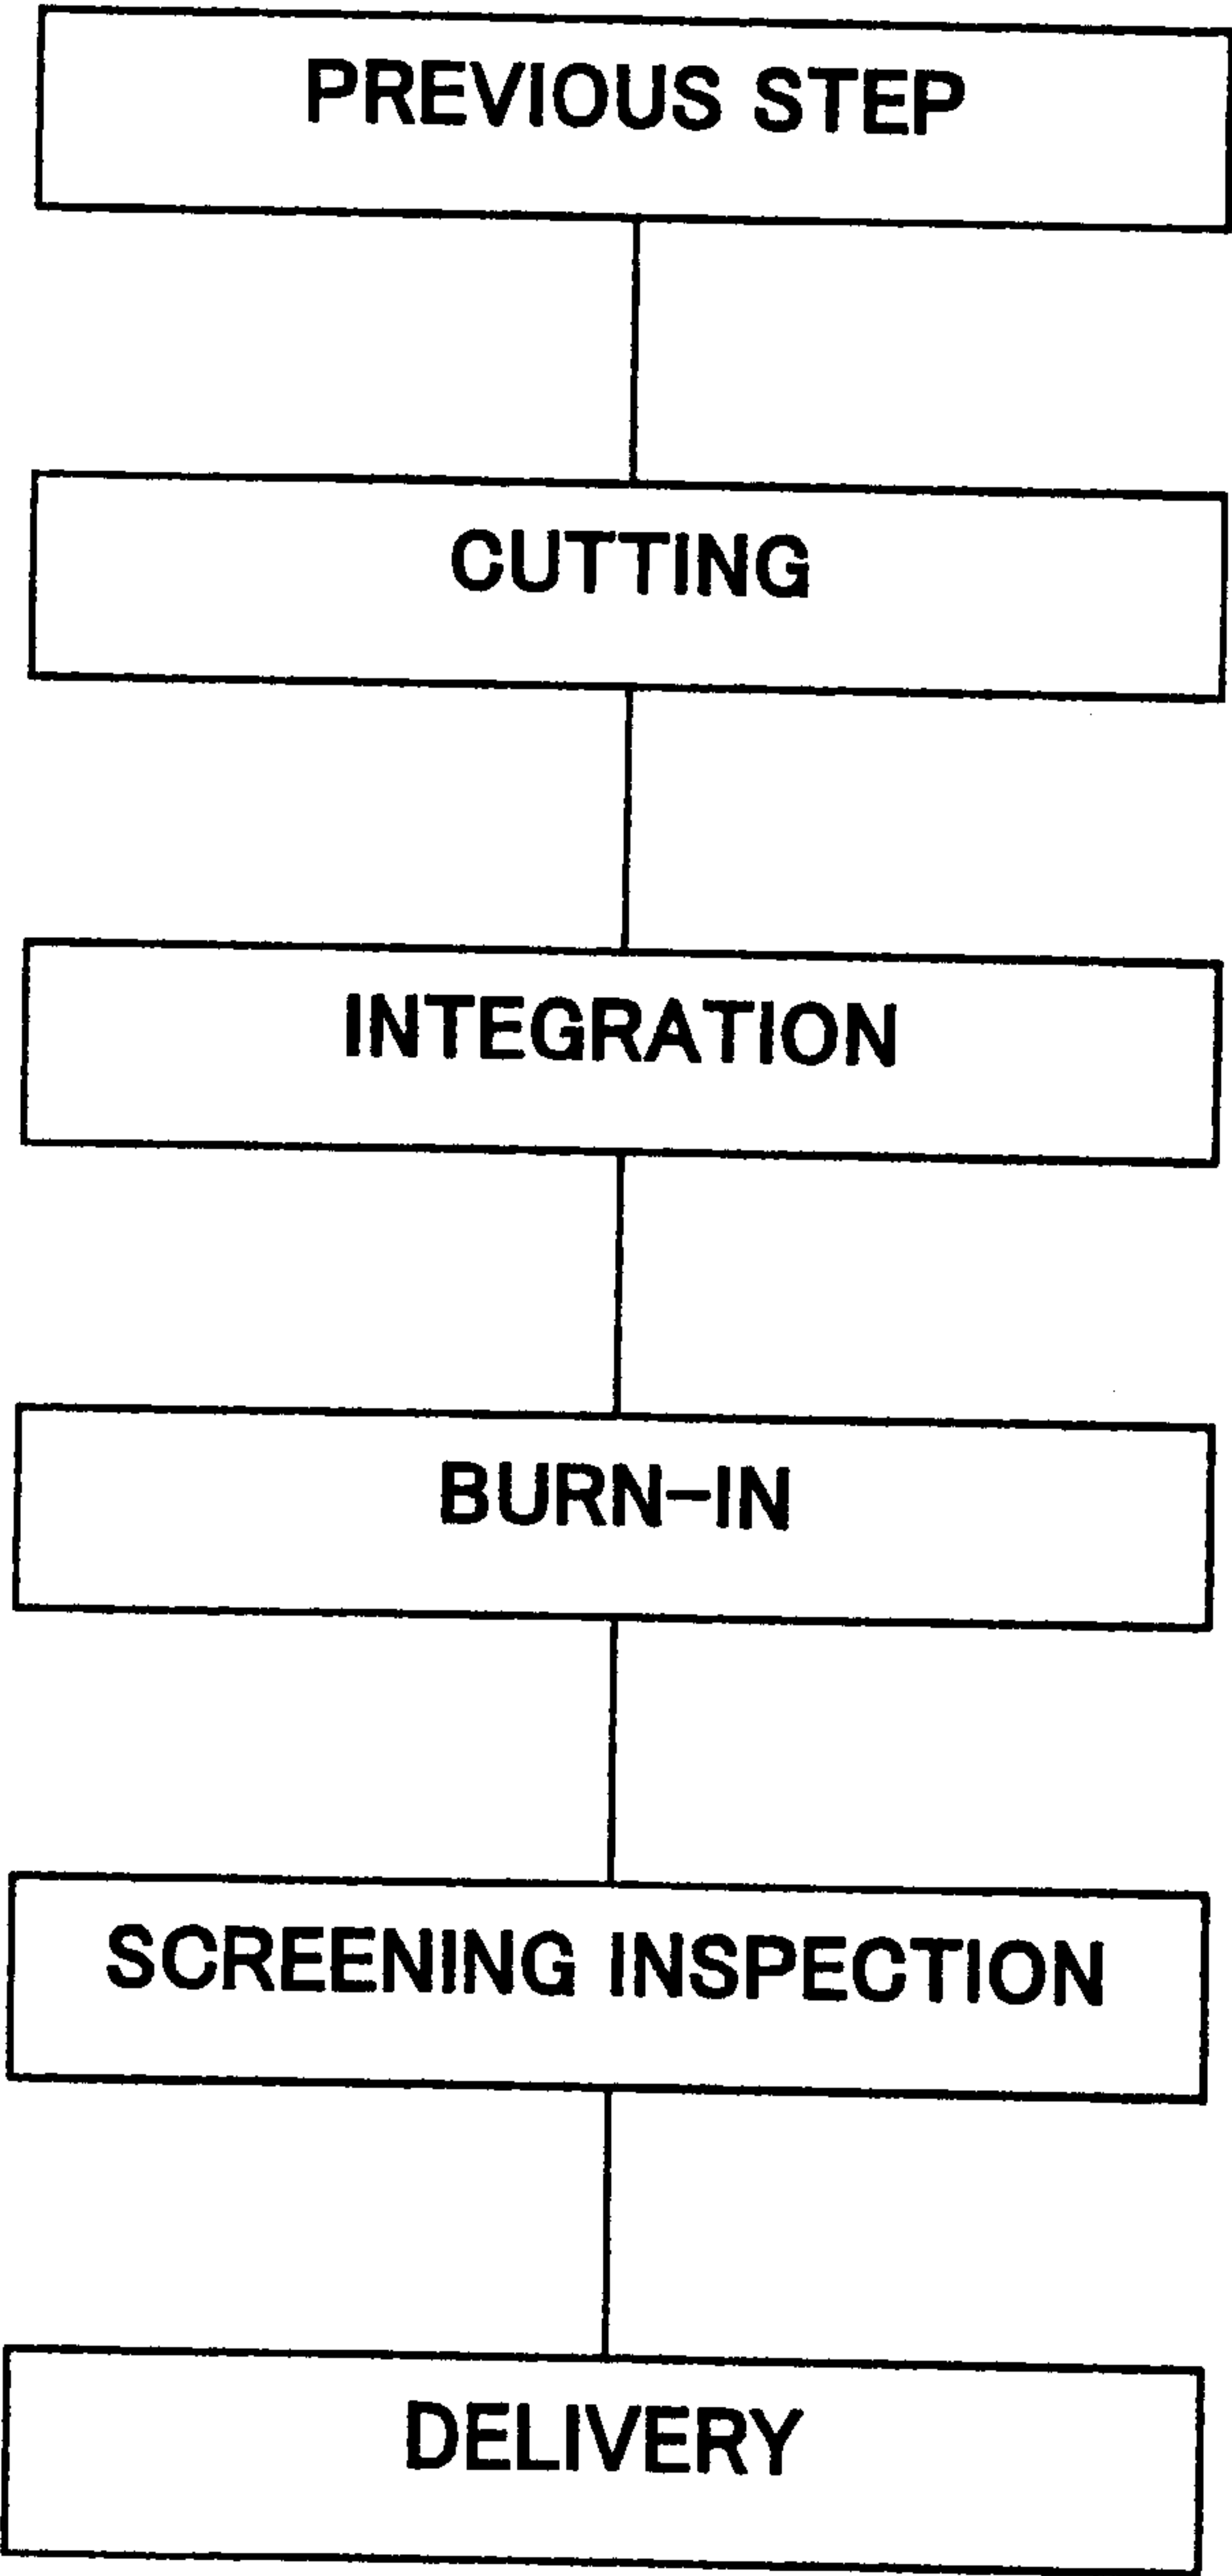 PREVIOUS STEP
CUTTING
INTEGRATION
BURN-IN
SCREENING INSPECTION
DELIVERY